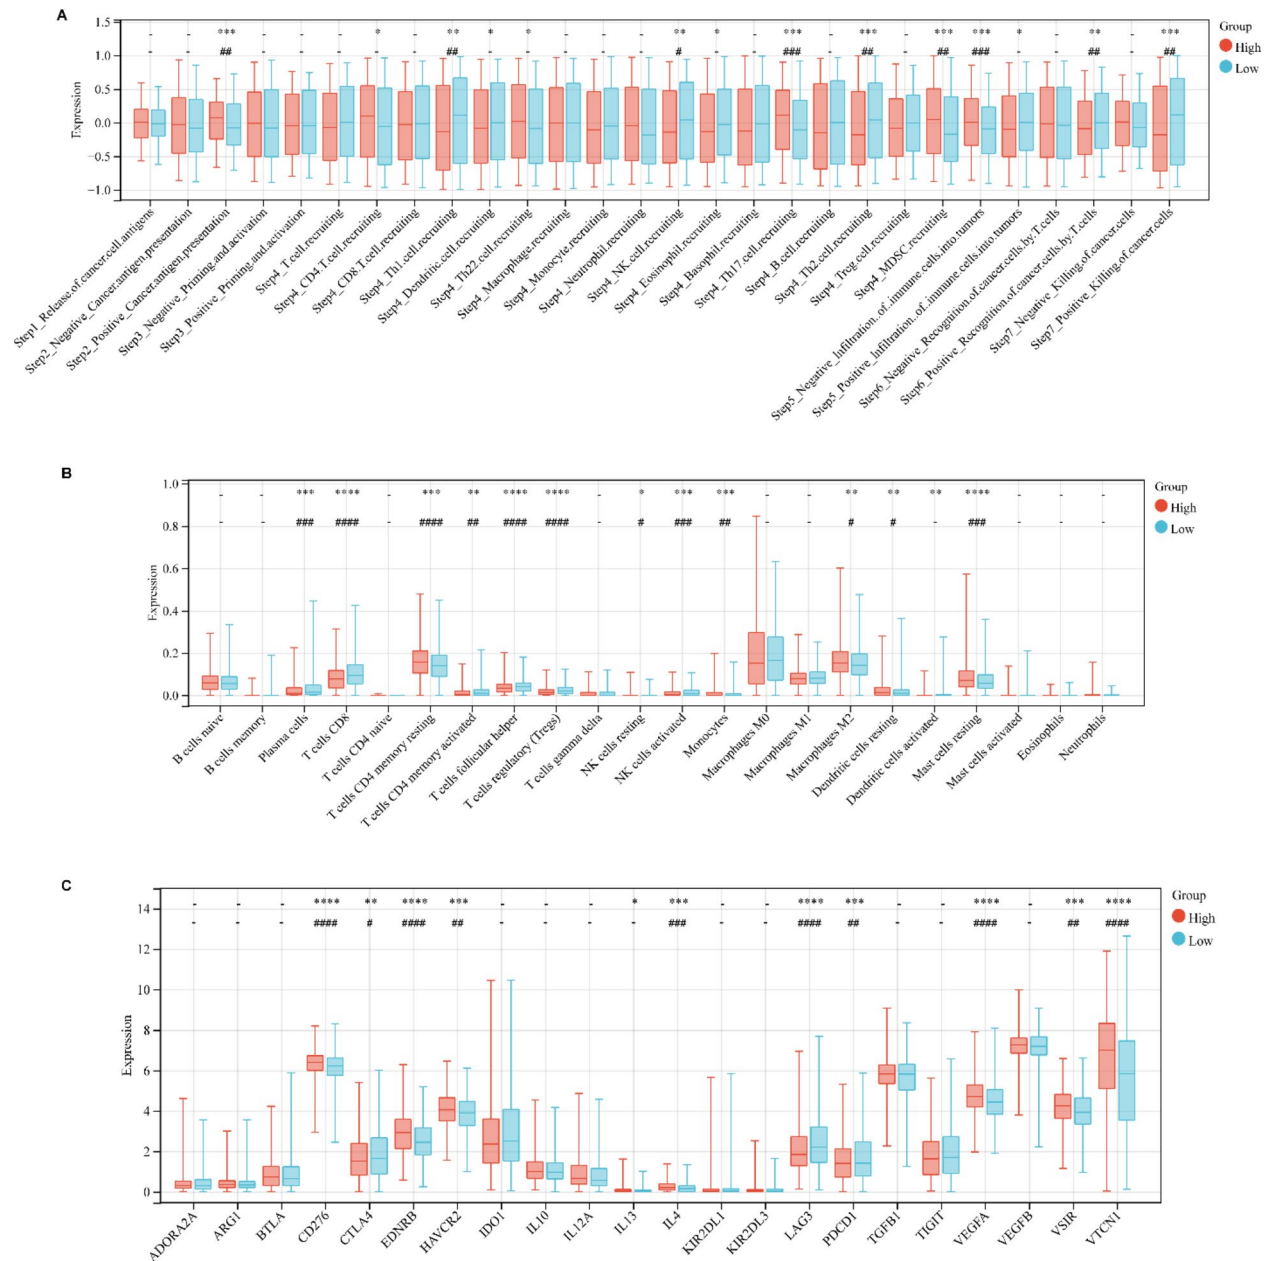 A
Group
High
Low
Expression
1.5
1.0
0.5
0.0
−0.5
−1.0
- - *** - - - * - ** * * - - - ** * - *** - *** - *** *** * - ** - ***
- - ## - - - - - ## - - - - - # - - ### - ## - ## ### - - ## - ##
Step1_Release.of.cancer.cell.antigens
Step2_Negative_Cancer.antigen.presentation
Step2_Positive_Cancer.antigen.presentation
Step3_Negative_Priming.and.activation
Step3_Positive_Priming.and.activation
Step4_T.cell.recruiting
Step4_CD4.T.cell.recruiting
Step4_CD8.T.cell.recruiting
Step4_Th1.cell.recruiting
Step4_Dendritic.cell.recruiting
Step4_Th22.cell.recruiting
Step4_Macrophage.recruiting
Step4_Monocyte.recruiting
Step4_Neutrophil.recruiting
Step4_NK.cell.recruiting
Step4_Eosinophil.recruiting
Step4_Basophil.recruiting
Step4_Th17.cell.recruiting
Step4_B.cell.recruiting
Step4_Th2.cell.recruiting
Step4_Treg.cell.recruiting
Step4_MDSC.recruiting
Step5_Negative_Infiltration..of..immune.cells.into.tumors
Step5_Positive_Infiltration..of..immune.cells.into.tumors
Step6_Negative_Recognition.of.cancer.cells.by.T.cells
Step6_Positive_Recognition.of.cancer.cells.by.T.cells
Step7_Negative_Killing.of.cancer.cells
Step7_Positive_Killing.of.cancer.cells
B
Group
High
Low
Expression
1.0
0.8
0.6
0.4
0.2
0.0
- - *** **** - *** ** **** **** - * *** *** - - ** ** ** **** - - -
- - ### #### - #### ## #### #### - # ### ## - - # # - ### - - -
B cells naive
B cells memory
Plasma cells
T cells CD8
T cells CD4 naive
T cells CD4 memory resting
T cells CD4 memory activated
T cells follicular helper
T cells regulatory (Tregs)
T cells gamma delta
NK cells resting
NK cells activated
Monocytes
Macrophages M0
Macrophages M1
Macrophages M2
Dendritic cells resting
Dendritic cells activated
Mast cells resting
Mast cells activated
Eosinophils
Neutrophils
C
Group
High
Low
Expression
14
12
10
8
6
4
2
0
- - - **** ** **** *** - - - * *** - - **** *** - - **** - *** ****
- - - #### # #### ## - - - - ### - - #### ## - - #### - ## ####
ADORA2A
ARG1
BTLA
CD276
CTLA4
EDNRB
HAVCR2
IDO1
IL10
IL12A
IL13
IL4
KIR2DL1
KIR2DL3
LAG3
PDCD1
TGFB1
TIGIT
VEGFA
VEGFB
VSIR
VTCN1